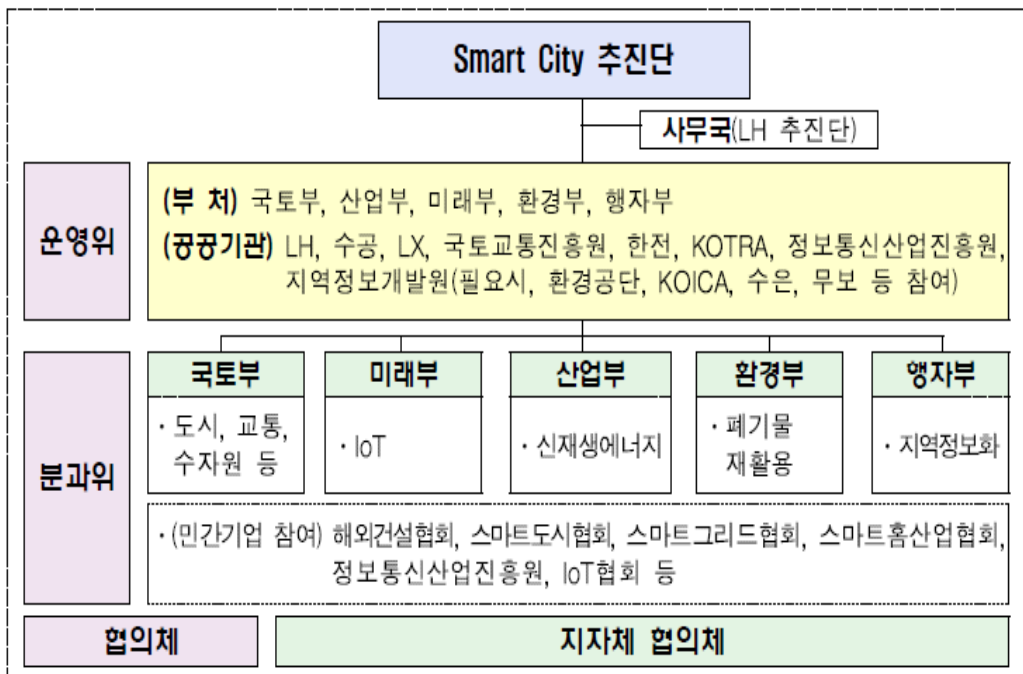 Smart City 추진단
사무국(LH 추진단)
운영위
(부 처) 국토부, 산업부, 미래부, 환경부, 행자부
(공공기관) LH, 수공, LX, 국토교통진흥원, 한전, KOTRA, 정보통신산업진흥원,
지역정보개발원(필요시, 환경공단, KOICA, 수은, 무보 등 참여)
분과위
국토부
· 도시, 교통,
수자원 등
미래부
· IoT
산업부
· 신재생에너지
환경부
· 폐기물
재활용
행자부
· 지역정보화
· (민간기업 참여) 해외건설협회, 스마트도시협회, 스마트그리드협회, 스마트홈산업협회,
정보통신산업진흥원, IoT협회 등
협의체
지자체 협의체